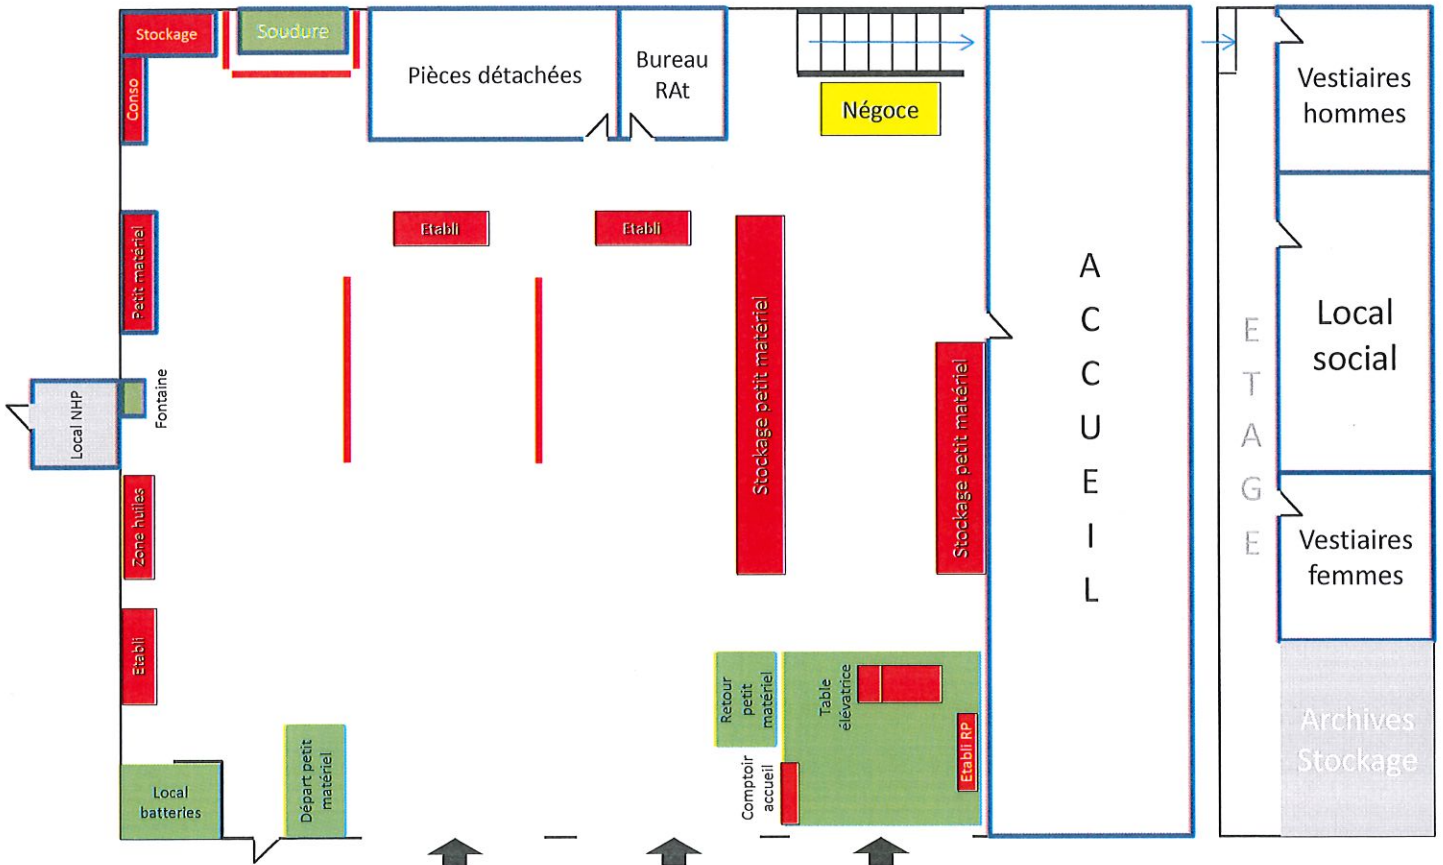 Stockage
Soudure
Pièces détachées
Bureau
RAt
Négoce
Vestiaires
hommes
Conso
Petit matériel
Etabli
Etabli
Stockage petit matériel
Stockage petit matériel
ACCUEIL
ETAGE
Local
social
Local NHP
Fontaine
Zone huiles
Vestiaires
femmes
Etabli
Retour
petit
matériel
Table
élévatrice
Etabli RP
Comptoir
accueil
Archives
Stockage
Local
batteries
Départ petit
matériel